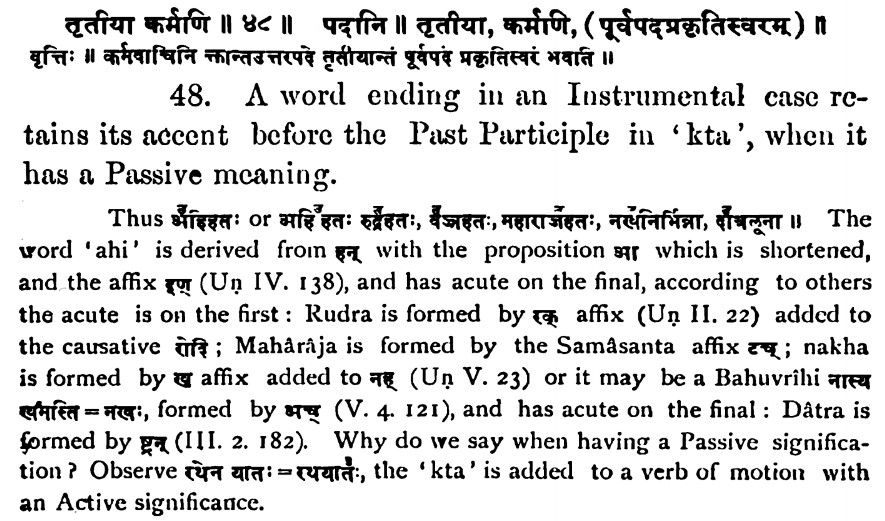 तृतीया कर्मणि ॥ ४८ ॥ पदानि ॥ तृतीया, कर्मणि, (पूर्वपदप्रकृतिस्वरम्) ॥
वृत्तिः ॥ कर्मवाचिनि क्तान्तउत्तरपदे तृतीयान्तं पूर्वपदं प्रकृतिस्वरं भवति ॥
48. A word ending in an Instrumental case re-
tains its accent before the Past Participle in ‘kta’, when it
has a Passive meaning.
Thus अहिहतः or अहिहतः रुद्रहतः, वज्रहतः, महाराजहतः, नखनिर्भिन्ना, दात्रलूना ॥ The
word ‘ahi’ is derived from हन् with the proposition आ which is shortened,
and the affix इण् (Uṇ IV. 138), and has acute on the final, according to others
the acute is on the first : Rudra is formed by रक् affix (Uṇ II. 22) added to
the causative रोदि ; Mahârâja is formed by the Samâsanta affix टच् ; nakha
is formed by ख affix added to नह् (Uṇ V. 23) or it may be a Bahuvrîhi नास्य
खमस्ति = नखः, formed by अच् (V. 4. 121), and has acute on the final : Dâtra is
formed by ष्ट्रन् (III. 2. 182). Why do we say when having a Passive significa-
tion ? Observe रथेन यातः = रथयातः, the ‘kta’ is added to a verb of motion with
an Active significance.